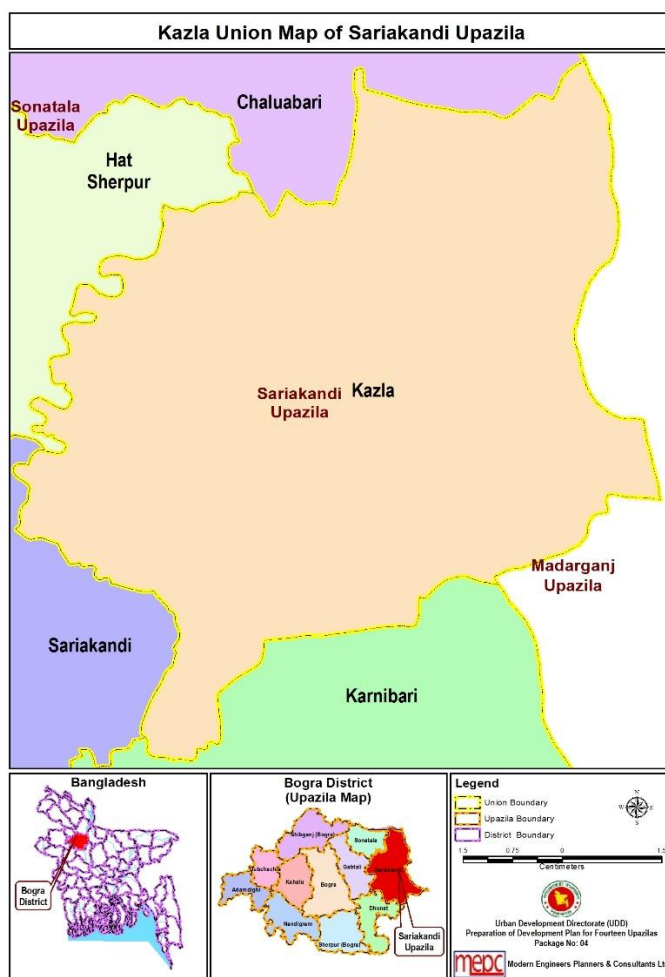 Kazla Union Map of Sariakandi Upazila
Chaluabari
Sonatala
Upazila
Hat
Sherpur
Sariakandi
Upazila
Kazla
Madarganj
Upazila
Sariakandi
Karnibari
Bangladesh
Bogra
District
Bogra District
(Upazila Map)
Shibganj (Bogra)
Sonatala
Gabtali
Sariakandi
Kahalu
Bogra
Adamdighi
Dhunat
Nandigram
Sherpur (Bogra)
Sariakandi
Upazila
Legend
Union Boundary
Upazila Boundary
District Boundary
N
W
E
S
1.5 0.75 0 1.5
Centimeters
Urban Development Directorate (UDD)
Preparation of Development Plan for Fourteen Upazilas
Package No: 04
mepc
Modern Engineers Planners & Consultants Lt